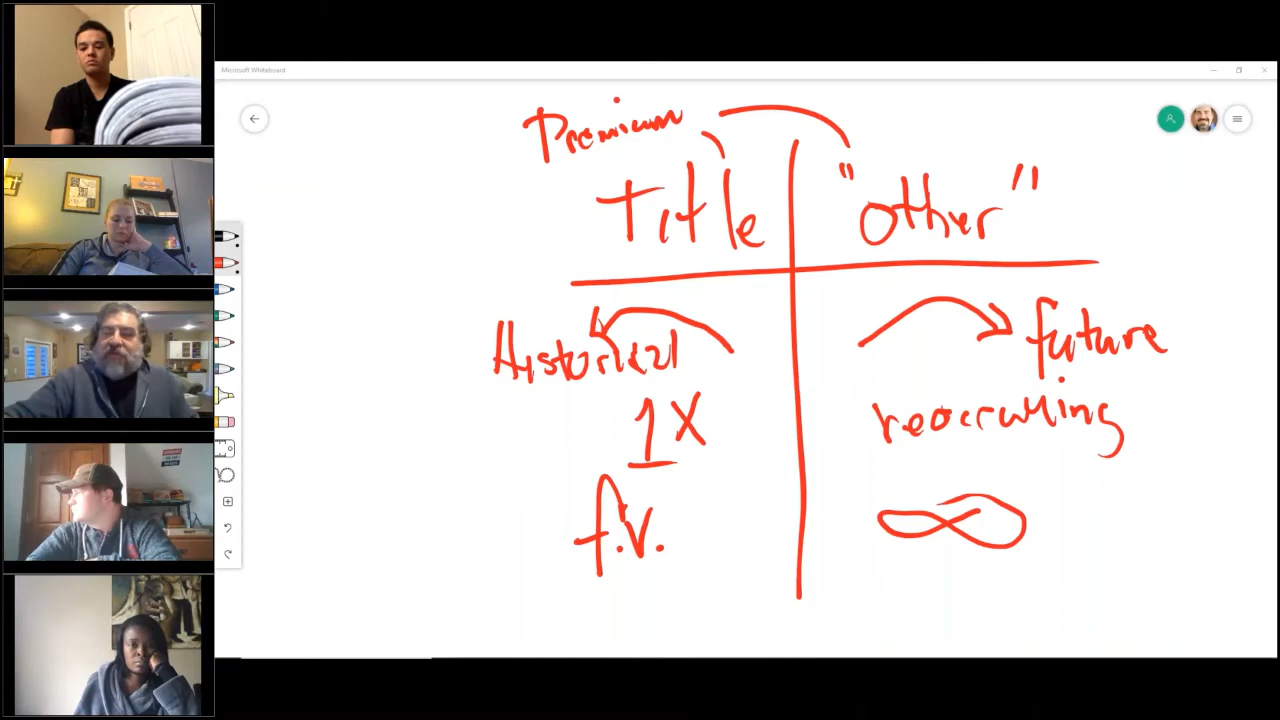 Microsoft Whiteboard
Premium
Title "other"
Historical future
1X reoccurring
f.V. ∞